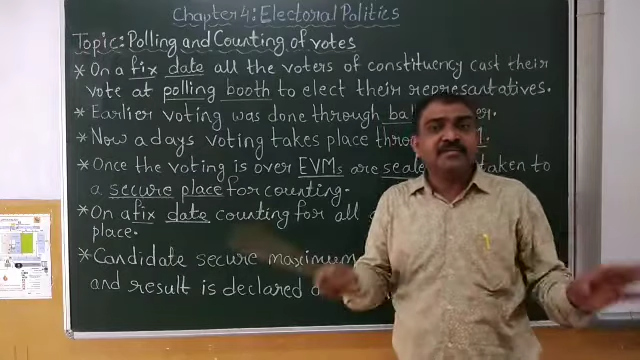 Chapter 4: Electoral Politics
Topic: Polling and Counting of votes
* On a fix date all the voters of constituency cast their
vote at polling booth to elect their represantatives.
* Earlier voting was done through
* Now a days voting takes place
* Once the voting is over EVMs are taken to
a secure place for counting.
* On a fix date counting for all
place.
* Candidate secure maximum
and result is declared